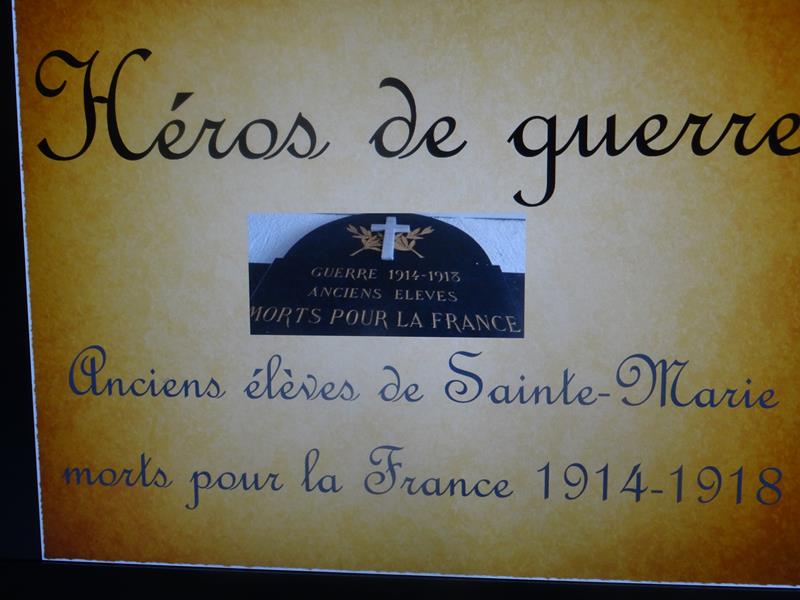 Héros de guerre
GUERRE 1914-1918
ANCIENS ELEVES
MORTS POUR LA FRANCE
Anciens élèves de Sainte-Marie
morts pour la France 1914-1918